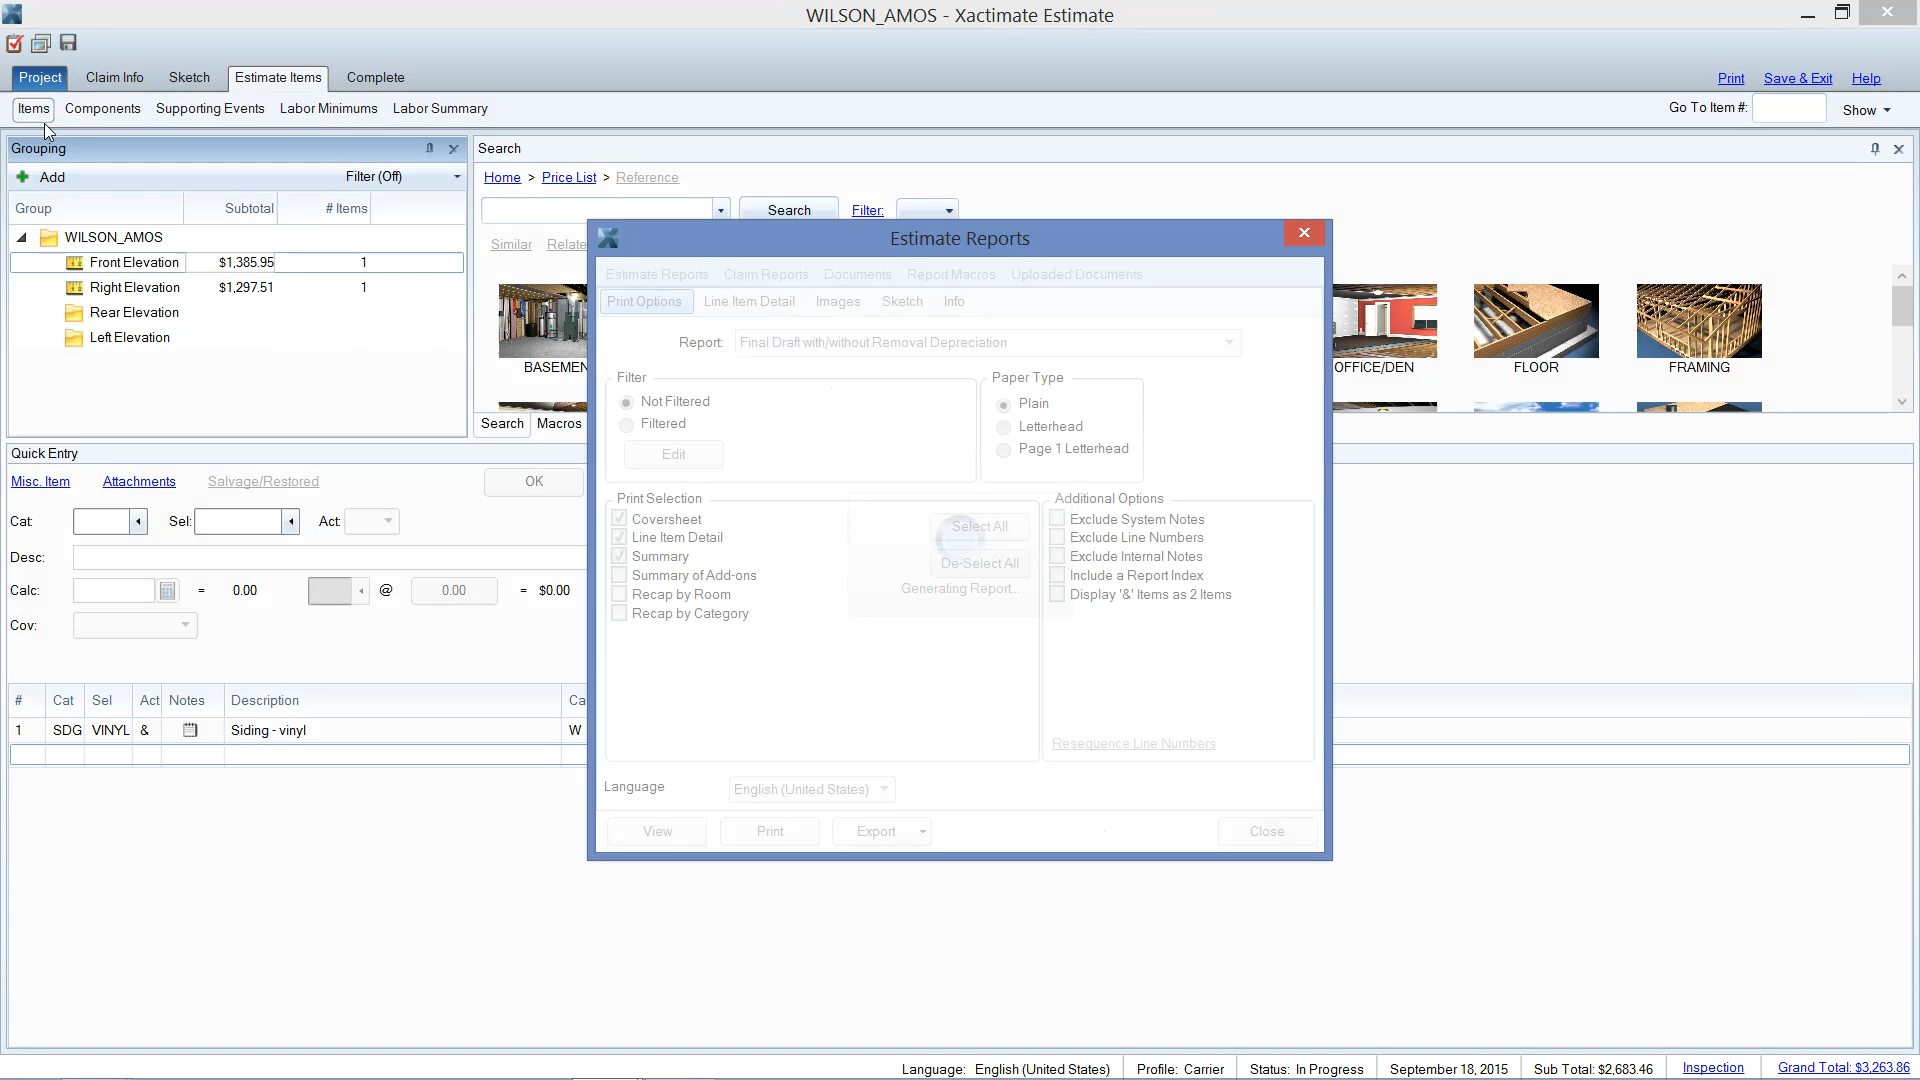 WILSON_AMOS - Xactimate Estimate
Project Claim Info Sketch Estimate Items Complete Print Save & Exit Help
Items Components Supporting Events Labor Minimums Labor Summary Go To Item #: Show
Grouping
Add Filter (Off)
Group Subtotal # Items
WILSON_AMOS
Front Elevation $1,385.95 1
Right Elevation $1,297.51 1
Rear Elevation
Left Elevation
Search
Home > Price List > Reference
Search Filter:
Similar Relate
BASEMEN OFFICE/DEN FLOOR FRAMING
Search Macros
Estimate Reports
Estimate Reports Claim Reports Documents Report Macros Uploaded Documents
Print Options Line Item Detail Images Sketch Info
Report: Final Draft with/without Removal Depreciation
Filter
Not Filtered
Filtered
Edit
Paper Type
Plain
Letterhead
Page 1 Letterhead
Print Selection
Coversheet
Line Item Detail
Summary
Summary of Add-ons
Recap by Room
Recap by Category
Select All
De-Select All
Generating Report...
Additional Options
Exclude System Notes
Exclude Line Numbers
Exclude Internal Notes
Include a Report Index
Display '&' Items as 2 Items
Resequence Line Numbers
Language English (United States)
View Print Export Close
Quick Entry
Misc. Item Attachments Salvage/Restored OK
Cat: Sel: Act:
Desc:
Calc: = 0.00 @ 0.00 = $0.00
Cov:
# Cat Sel Act Notes Description Ca
1 SDG VINYL & Siding - vinyl W
Language: English (United States) Profile: Carrier Status: In Progress September 18, 2015 Sub Total: $2,683.46 Inspection Grand Total: $3,263.86